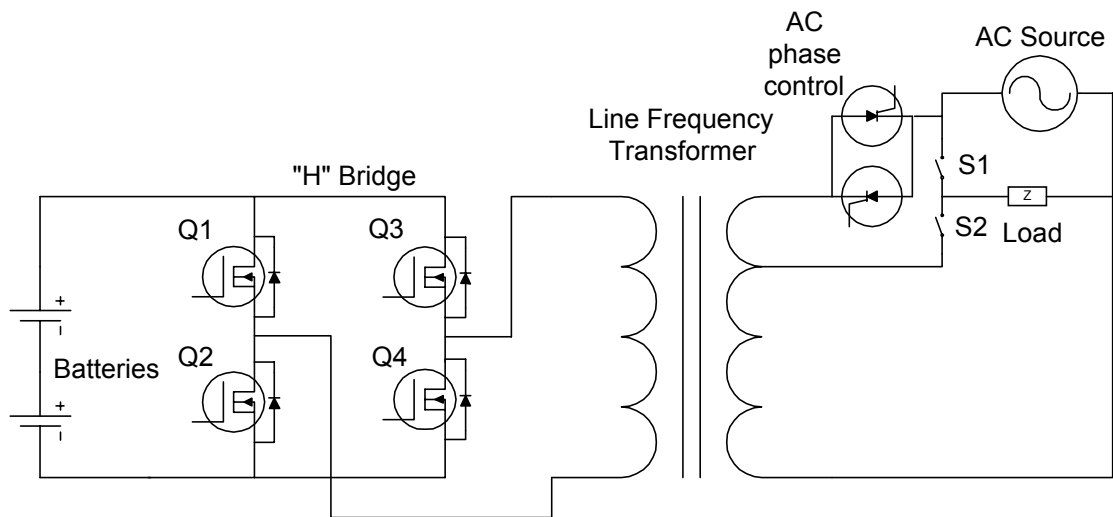 AC
phase
control
AC Source
Line Frequency
Transformer
S1
"H" Bridge
Z
Q1
Q3
S2
Load
+
Batteries
Q2
Q4
+